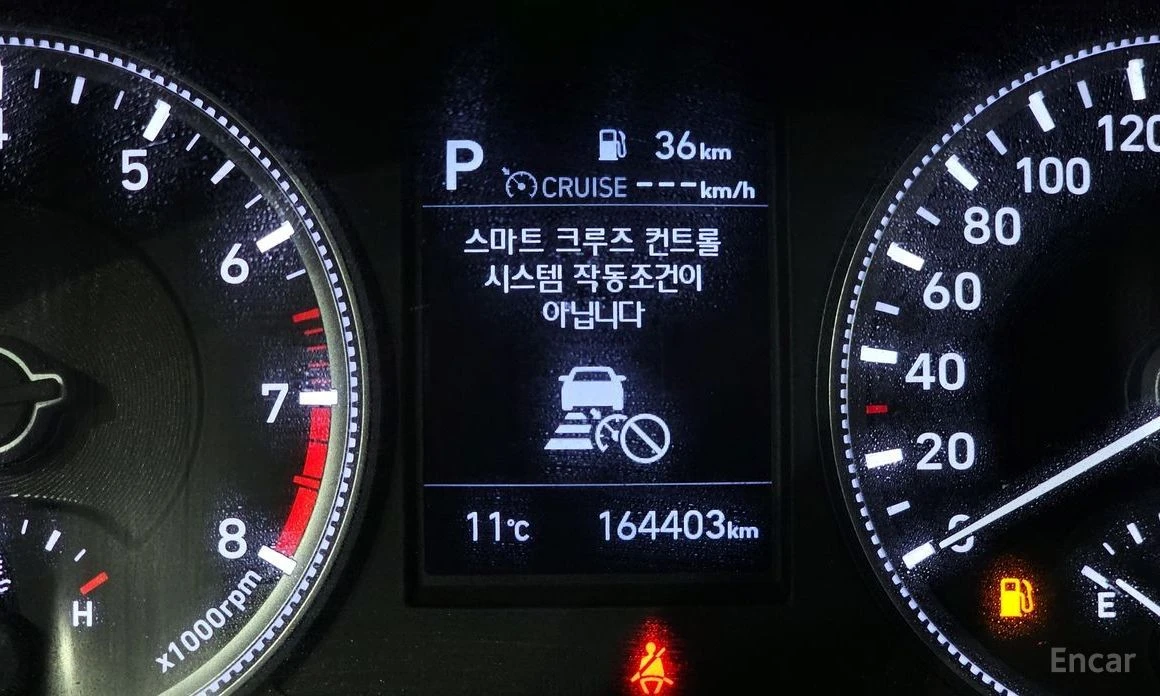 5
6
7
8
x1000rpm
H
P
36km
CRUISE ---km/h
스마트 크루즈 컨트롤
시스템 작동조건이
아닙니다
11°C
164403km
120
100
80
60
40
20
0
E
Encar